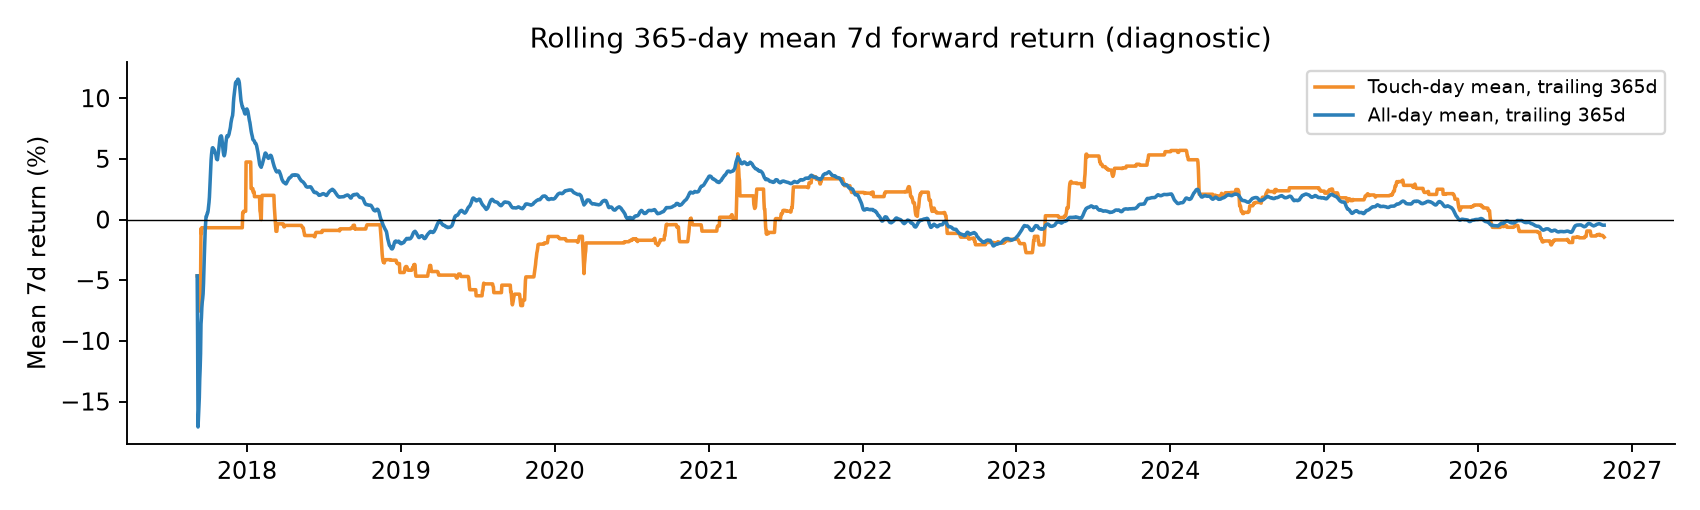 Rolling 365-day mean 7d forward return (diagnostic)
Touch-day mean, trailing 365d
All-day mean, trailing 365d
Mean 7d return (%)
10
5
0
−5
−10
−15
2018 2019 2020 2021 2022 2023 2024 2025 2026 2027